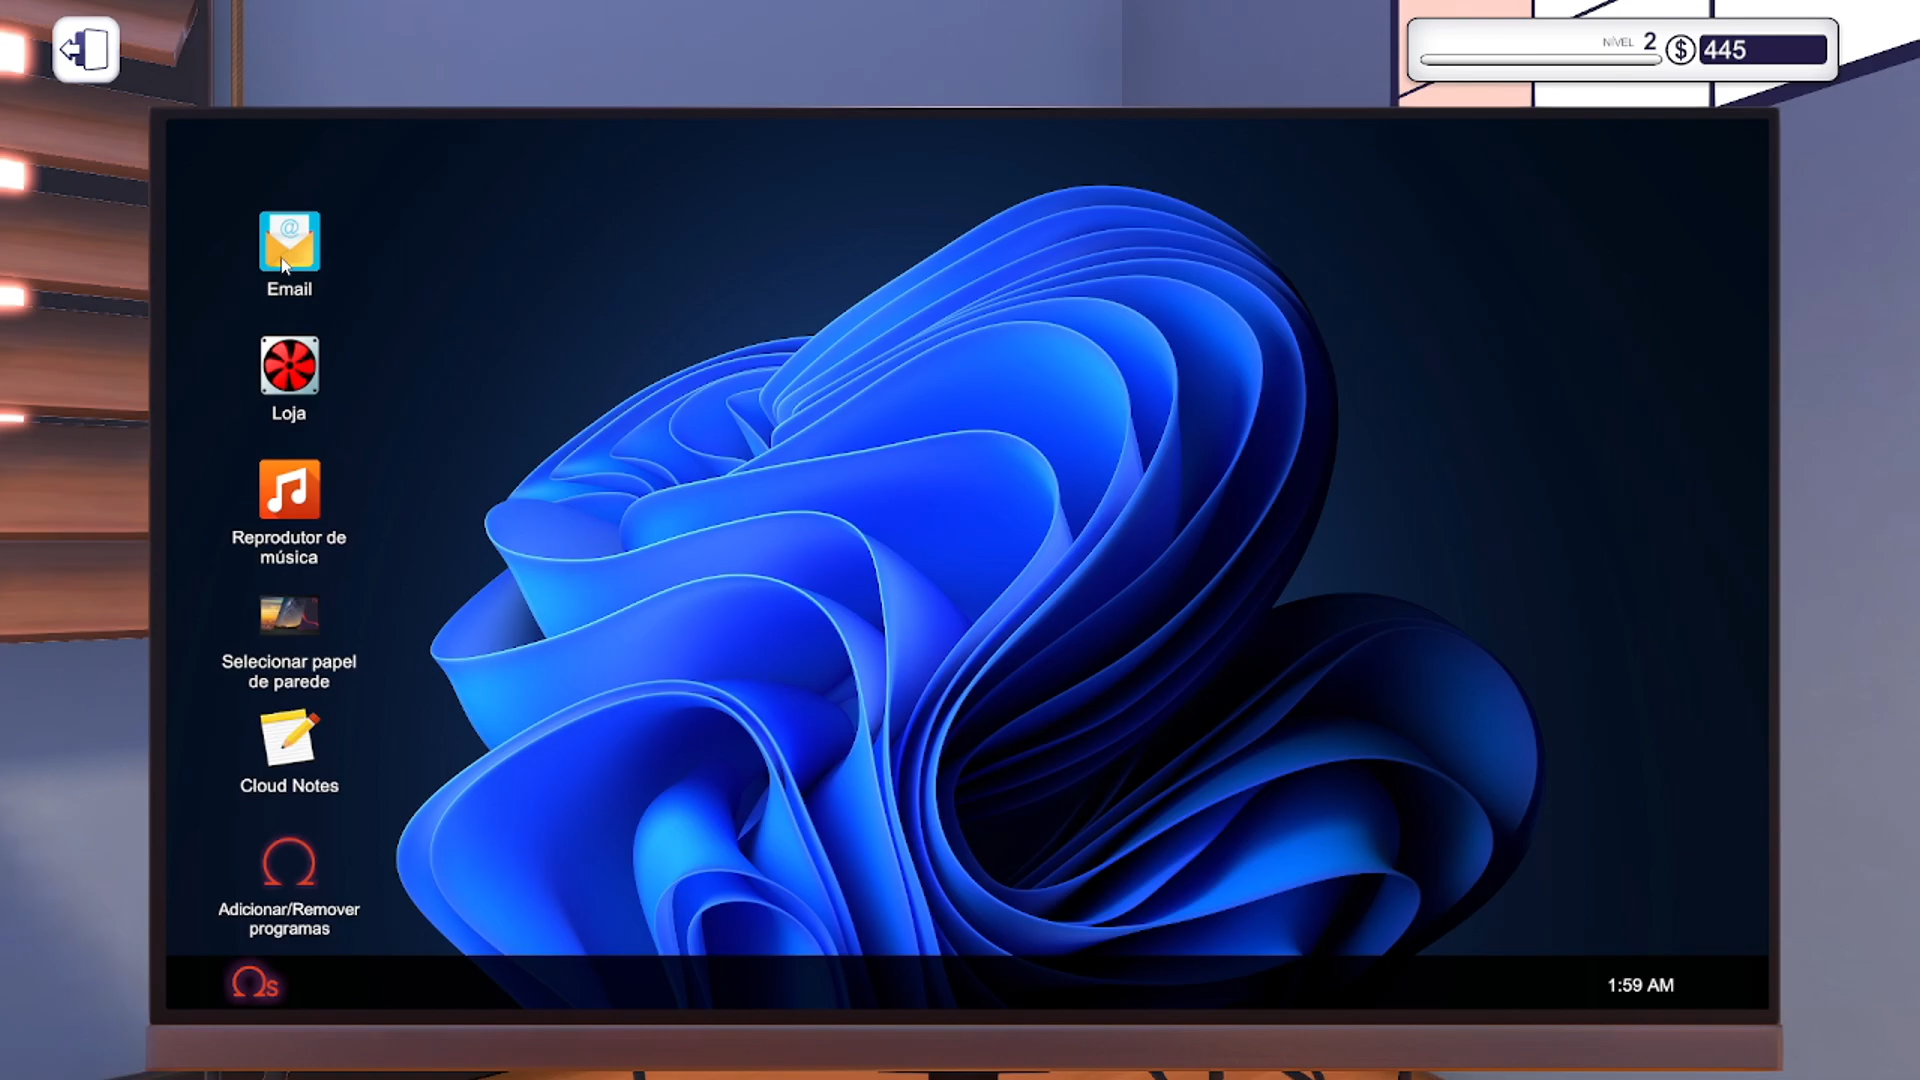 NÍVEL 2 $ 445
@
Email
Loja
Reprodutor de
música
Selecionar papel
de parede
Cloud Notes
Adicionar/Remover
programas
Ωs
1:59 AM